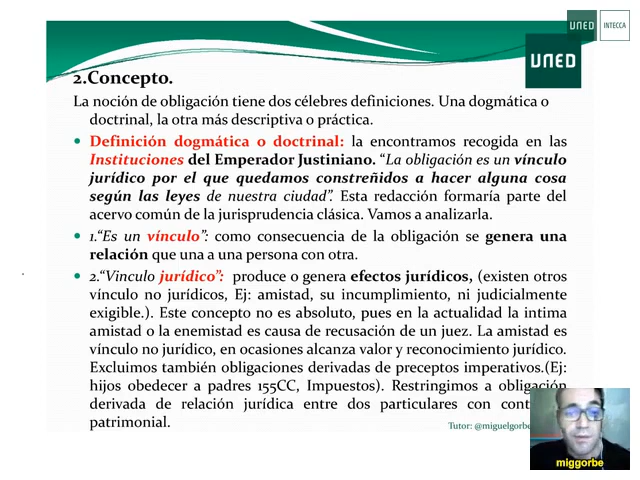 UNED
INTECCA
UNED
2.Concepto.
La noción de obligación tiene dos célebres definiciones. Una dogmática o
doctrinal, la otra más descriptiva o práctica.
• Definición dogmática o doctrinal: la encontramos recogida en las
Instituciones del Emperador Justiniano. “La obligación es un vínculo
jurídico por el que quedamos constreñidos a hacer alguna cosa
según las leyes de nuestra ciudad”. Esta redacción formaría parte del
acervo común de la jurisprudencia clásica. Vamos a analizarla.
• 1.“Es un vínculo”: como consecuencia de la obligación se genera una
relación que una a una persona con otra.
• 2.“Vinculo jurídico”: produce o genera efectos jurídicos, (existen otros
vínculo no jurídicos, Ej: amistad, su incumplimiento, ni judicialmente
exigible.). Este concepto no es absoluto, pues en la actualidad la intima
amistad o la enemistad es causa de recusación de un juez. La amistad es
vínculo no jurídico, en ocasiones alcanza valor y reconocimiento jurídico.
Excluimos también obligaciones derivadas de preceptos imperativos.(Ej:
hijos obedecer a padres 155CC, Impuestos). Restringimos a obligación
derivada de relación jurídica entre dos particulares con
patrimonial.
Tutor:
miggorbe